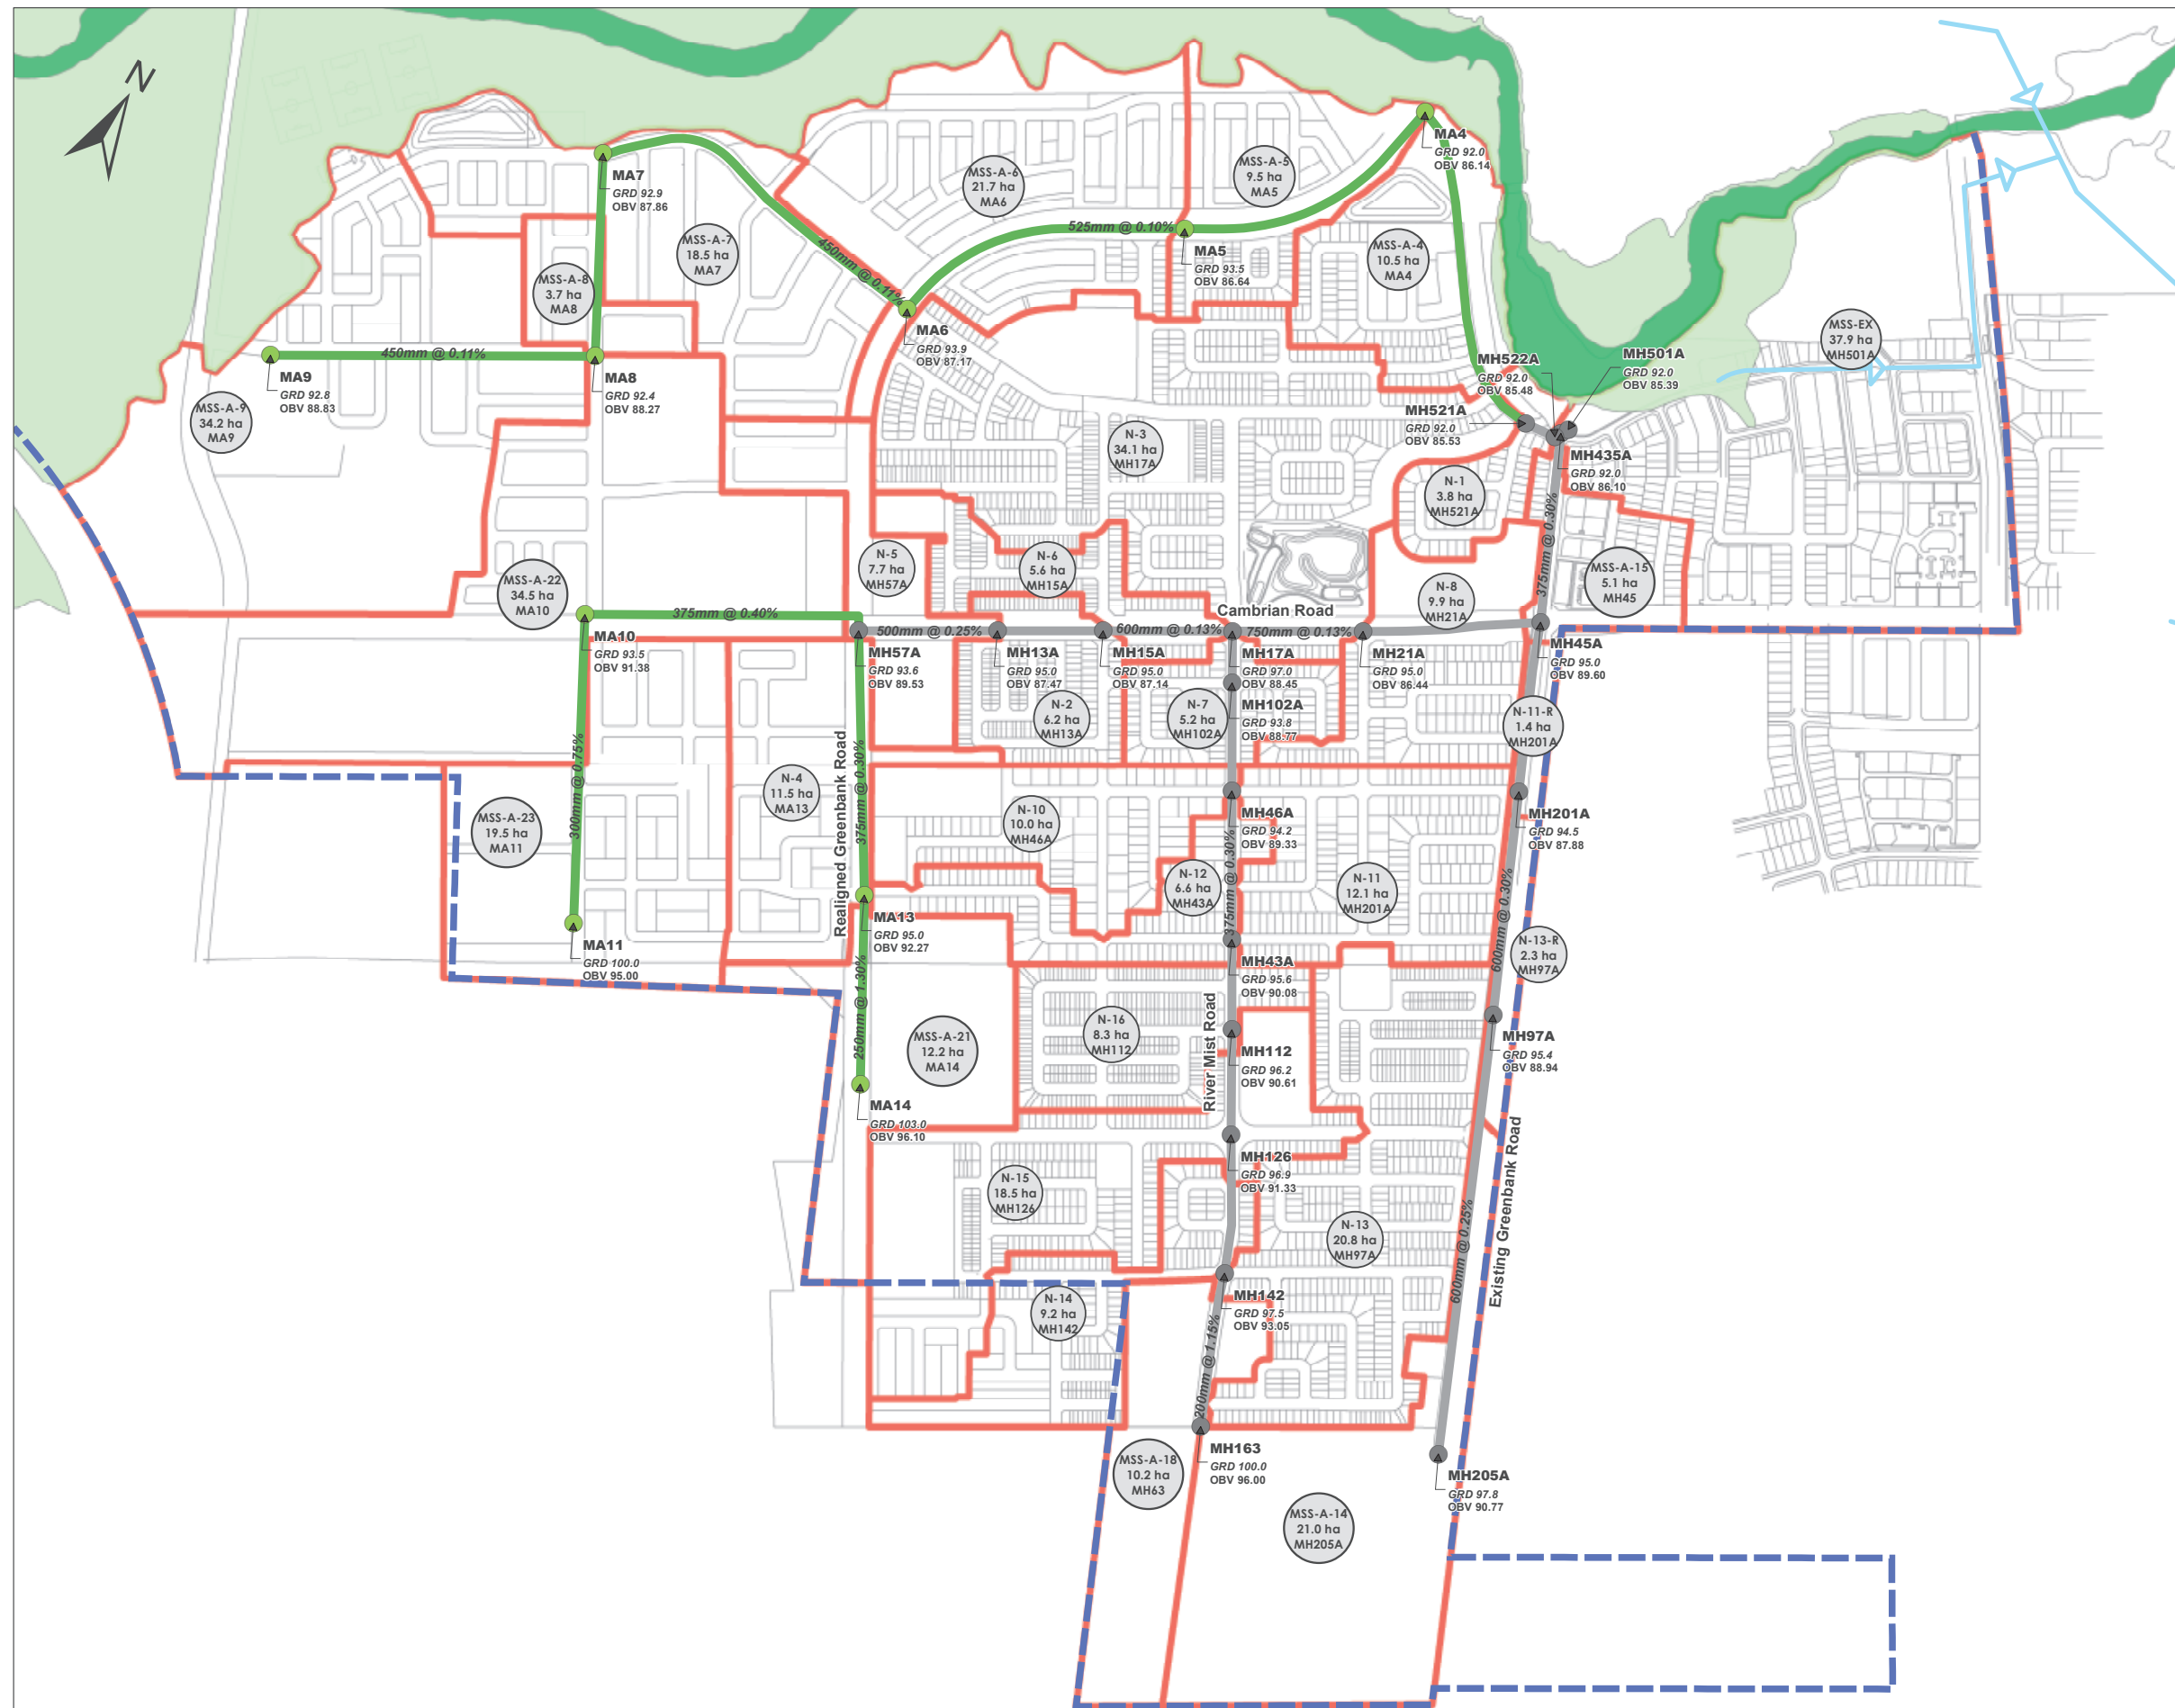 N
MA4
GRD 92.0
OBV 86.14
MSS-A-5
9.5 ha
MA5
MSS-A-6
21.7 ha
MA6
MA7
GRD 92.9
OBV 87.86
MSS-A-7
18.5 ha
MA7
450mm @ 0.11%
525mm @ 0.10%
MA5
GRD 93.5
OBV 86.64
MSS-A-4
10.5 ha
MA4
MSS-A-8
3.7 ha
MA8
MA6
GRD 93.9
OBV 87.17
MSS-EX
37.9 ha
MH501A
450mm @ 0.11%
MA9
GRD 92.8
OBV 88.83
MA8
GRD 92.4
OBV 88.27
MH522A
GRD 92.0
OBV 85.48
MH501A
GRD 92.0
OBV 85.39
MSS-A-9
34.2 ha
MA9
MH521A
GRD 92.0
OBV 85.53
N-3
34.1 ha
MH17A
MH435A
GRD 92.0
OBV 86.10
N-1
3.8 ha
MH521A
375mm @ 0.30%
N-5
7.7 ha
MH57A
N-6
5.6 ha
MH15A
MSS-A-22
34.5 ha
MA10
N-8
9.9 ha
MH21A
MSS-A-15
5.1 ha
MH45
Cambrian Road
375mm @ 0.40%
500mm @ 0.25%
600mm @ 0.13%
750mm @ 0.13%
MA10
GRD 93.5
OBV 91.38
MH57A
GRD 93.6
OBV 89.53
MH13A
GRD 95.0
OBV 87.47
MH15A
GRD 95.0
OBV 87.14
MH17A
GRD 97.0
OBV 88.45
MH21A
GRD 95.0
OBV 86.44
MH45A
GRD 95.0
OBV 89.60
N-2
6.2 ha
MH13A
N-7
5.2 ha
MH102A
MH102A
GRD 93.8
OBV 88.77
N-11-R
1.4 ha
MH201A
300mm @ 0.75%
Realigned Greenbank Road
375mm @ 0.30%
N-4
11.5 ha
MA13
MSS-A-23
19.5 ha
MA11
N-10
10.0 ha
MH46A
MH46A
GRD 94.2
OBV 89.33
MH201A
GRD 94.5
OBV 87.88
N-12
6.6 ha
MH43A
375mm @ 0.30%
N-11
12.1 ha
MH201A
600mm @ 0.30%
MA11
GRD 100.0
OBV 95.00
MA13
GRD 95.0
OBV 92.27
MH43A
GRD 95.6
OBV 90.08
N-13-R
2.3 ha
MH97A
250mm @ 1.30%
MSS-A-21
12.2 ha
MA14
N-16
8.3 ha
MH112
River Mist Road
MH112
GRD 96.2
OBV 90.61
MH97A
GRD 95.4
OBV 88.94
MA14
GRD 103.0
OBV 96.10
MH126
GRD 96.9
OBV 91.33
N-15
18.5 ha
MH126
N-13
20.8 ha
MH97A
600mm @ 0.25%
Existing Greenbank Road
N-14
9.2 ha
MH142
MH142
GRD 97.5
OBV 93.05
200mm @ 1.15%
MH163
GRD 100.0
OBV 96.00
MSS-A-18
10.2 ha
MH63
MH205A
GRD 97.8
OBV 90.77
MSS-A-14
21.0 ha
MH205A